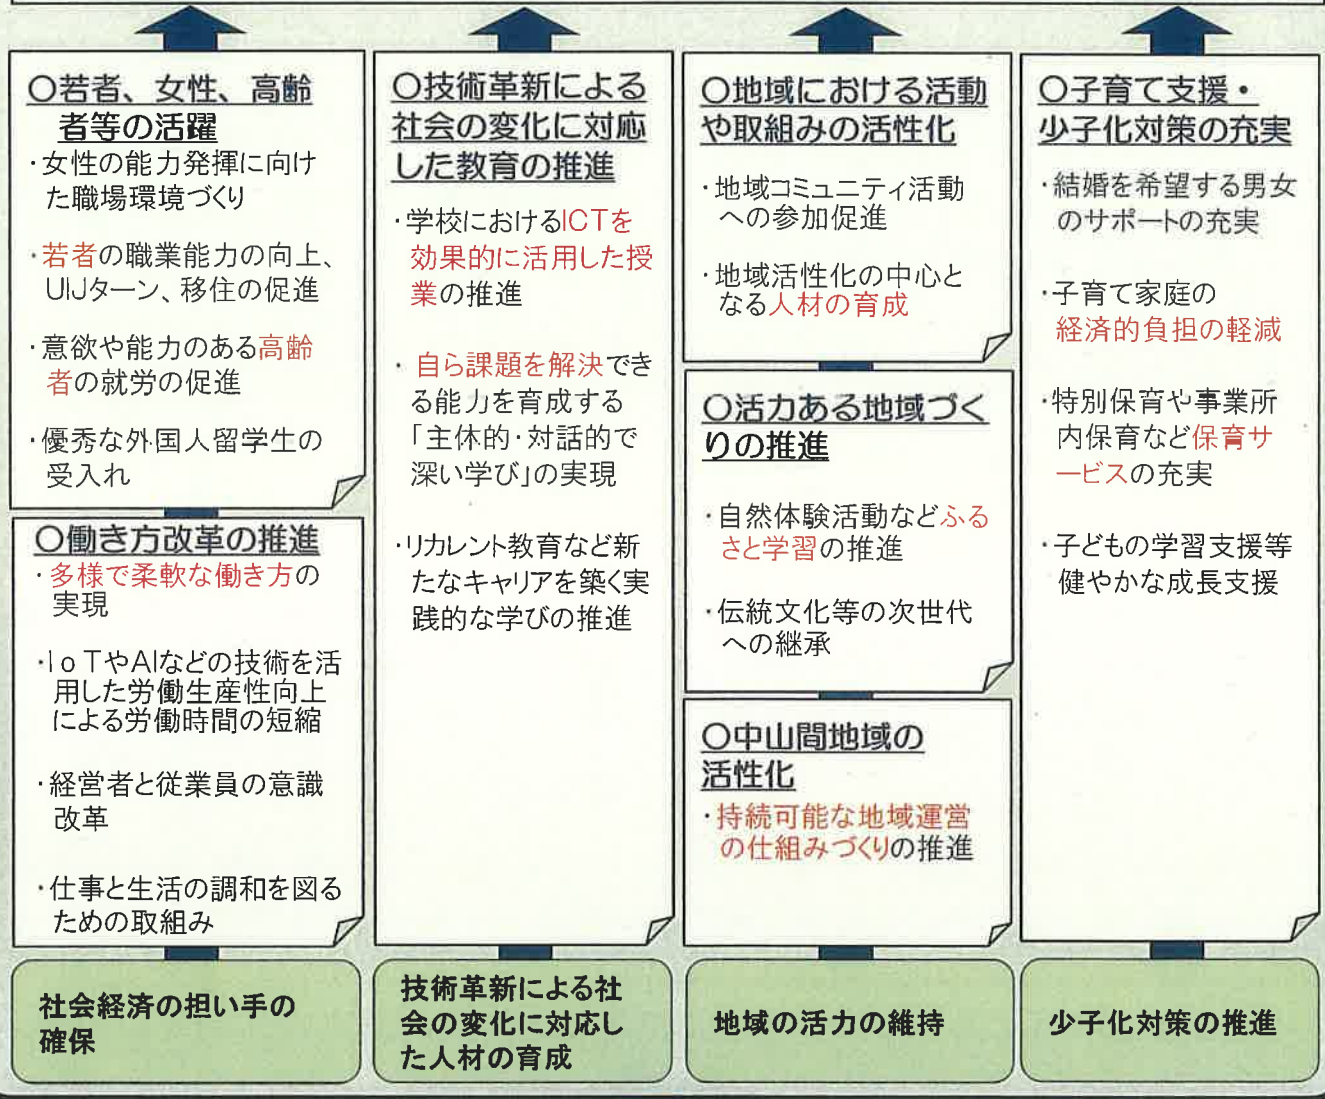 〇若者、女性、高齢
者等の活躍
・女性の能力発揮に向け
た職場環境づくり
・若者の職業能力の向上、
UIJターン、移住の促進
・意欲や能力のある高齢
者の就労の促進
・優秀な外国人留学生の
受入れ
〇働き方改革の推進
・多様で柔軟な働き方の
実現
・IoTやAIなどの技術を活
用した労働生産性向上
による労働時間の短縮
・経営者と従業員の意識
改革
・仕事と生活の調和を図る
ための取組み
社会経済の担い手の
確保
〇技術革新による
社会の変化に対応
した教育の推進
・学校におけるICTを
効果的に活用した授
業の推進
・自ら課題を解決でき
る能力を育成する
「主体的・対話的で
深い学び」の実現
・リカレント教育など新
たなキャリアを築く実
践的な学びの推進
技術革新による社
会の変化に対応し
た人材の育成
〇地域における活動
や取組みの活性化
・地域コミュニティ活動
への参加促進
・地域活性化の中心と
なる人材の育成
〇活力ある地域づく
りの推進
・自然体験活動などふる
さと学習の推進
・伝統文化等の次世代
への継承
〇中山間地域の
活性化
・持続可能な地域運営
の仕組みづくりの推進
地域の活力の維持
〇子育て支援・
少子化対策の充実
・結婚を希望する男女
のサポートの充実
・子育て家庭の
経済的負担の軽減
・特別保育や事業所
内保育など保育サ
ービスの充実
・子どもの学習支援等
健やかな成長支援
少子化対策の推進